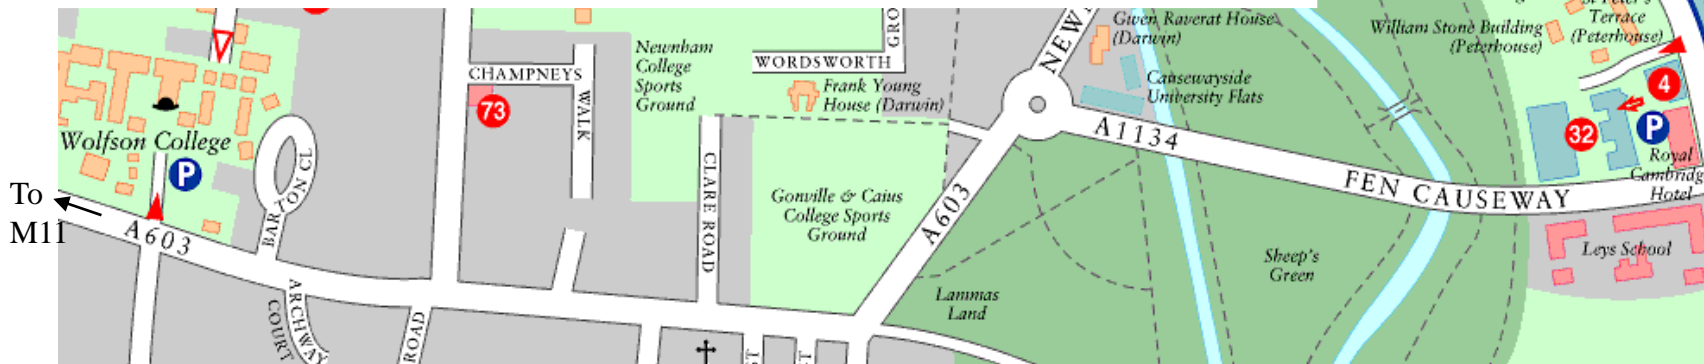 To
M11
Wolfson College
P
A603
BARTON CL
ARCHWAY
COURT
ROAD
CHAMPNEYS
WALK
73
Newnham
College
Sports
Ground
WORDSWORTH
GRO
Frank Young
House (Darwin)
CLARE ROAD
Gonville & Caius
College Sports
Ground
A603
Lammas
Land
NEWN
Gwen Raverat House
(Darwin)
Causewayside
University Flats
A1134
FEN CAUSEWAY
Sheep's
Green
William Stone Building
(Peterhouse)
St Peter's
Terrace
(Peterhouse)
4
32
P
Royal
Cambridg
Hotel
Leys School